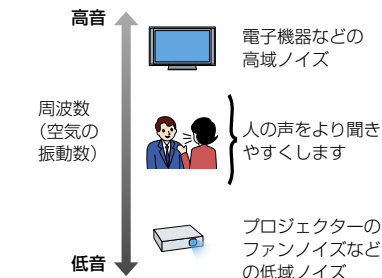 高音
電子機器などの
高域ノイズ
周波数
(空気の
振動数)
人の声をより聞き
やすくします
プロジェクターの
ファンノイズなど
の低域ノイズ
低音